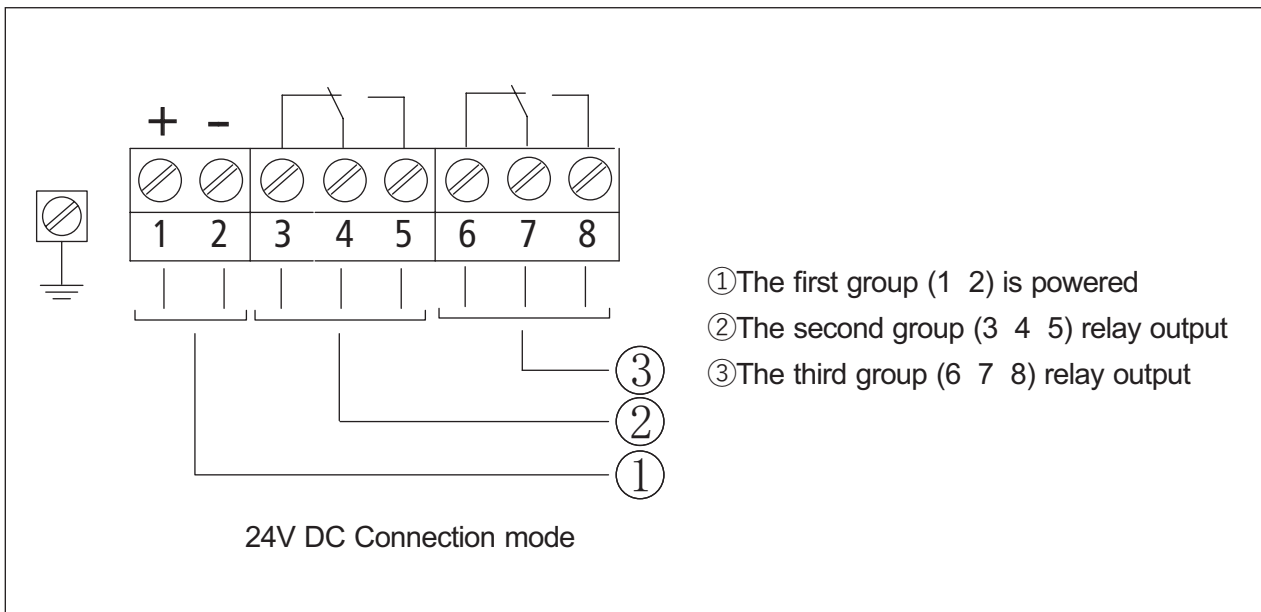 + -
1 2 3 4 5 6 7 8
①The first group (1 2) is powered
②The second group (3 4 5) relay output
③The third group (6 7 8) relay output
③
②
①
24V DC Connection mode